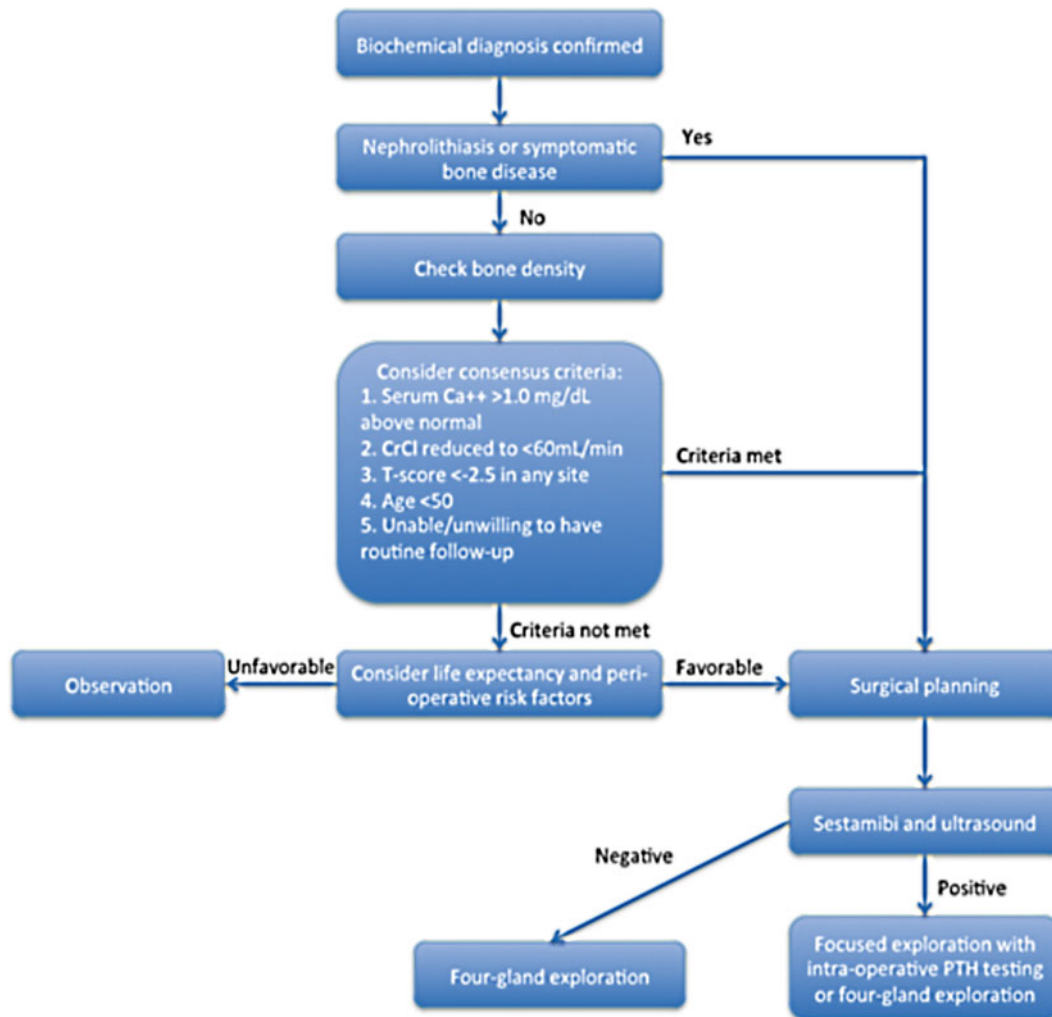 Biochemical diagnosis confirmed
Nephrolithiasis or symptomatic
bone disease
Yes
No
Check bone density
Consider consensus criteria:
1. Serum Ca++ >1.0 mg/dL
above normal
2. CrCl reduced to <60mL/min
3. T-score <-2.5 in any site
4. Age <50
5. Unable/unwilling to have
routine follow-up
Criteria met
Criteria not met
Observation
Unfavorable
Consider life expectancy and peri-
operative risk factors
Favorable
Surgical planning
Sestamibi and ultrasound
Negative
Positive
Four-gland exploration
Focused exploration with
intra-operative PTH testing
or four-gland exploration